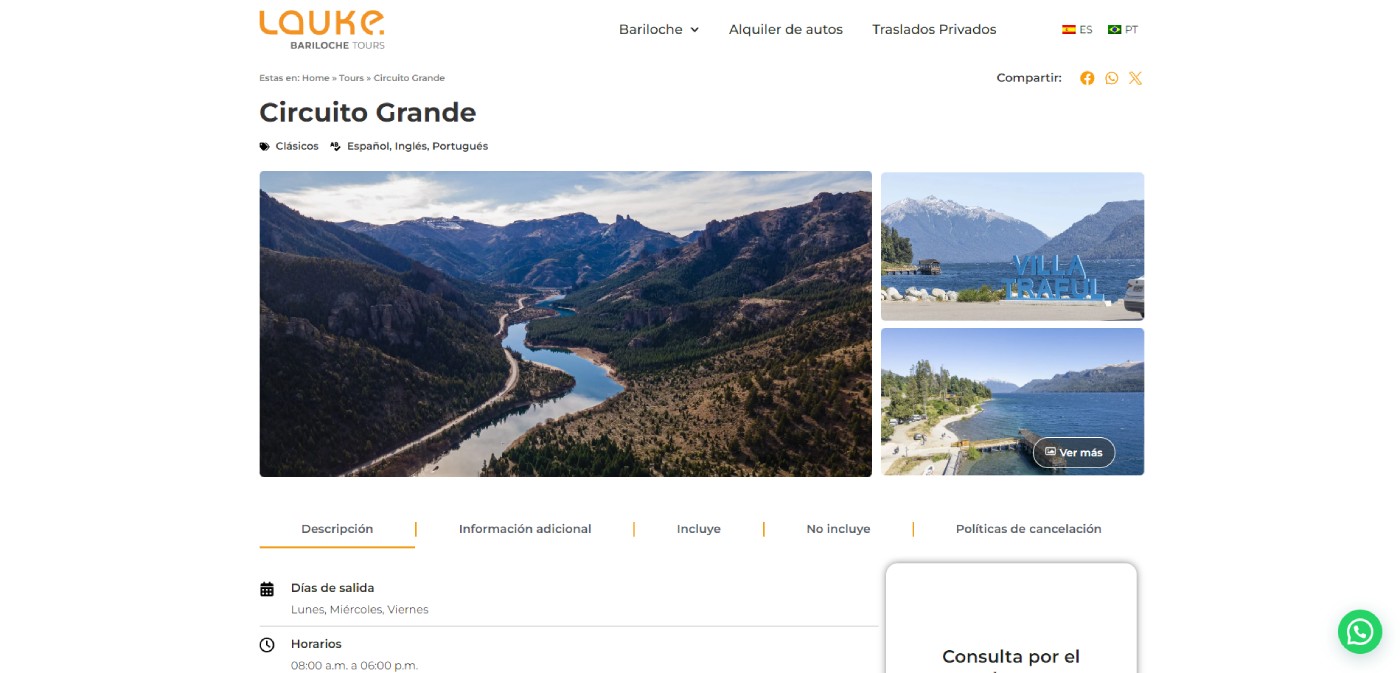 LAUKE.
BARILOCHE TOURS
Bariloche
Alquiler de autos
Traslados Privados
ES
PT
Estas en: Home » Tours » Circuito Grande
Compartir:
Circuito Grande
Clásicos
Español, Inglés, Portugués
VILLA
TRAFUL
Ver más
Descripción
Información adicional
Incluye
No incluye
Políticas de cancelación
Días de salida
Lunes, Miércoles, Viernes
Horarios
08:00 a.m. a 06:00 p.m.
Consulta por el